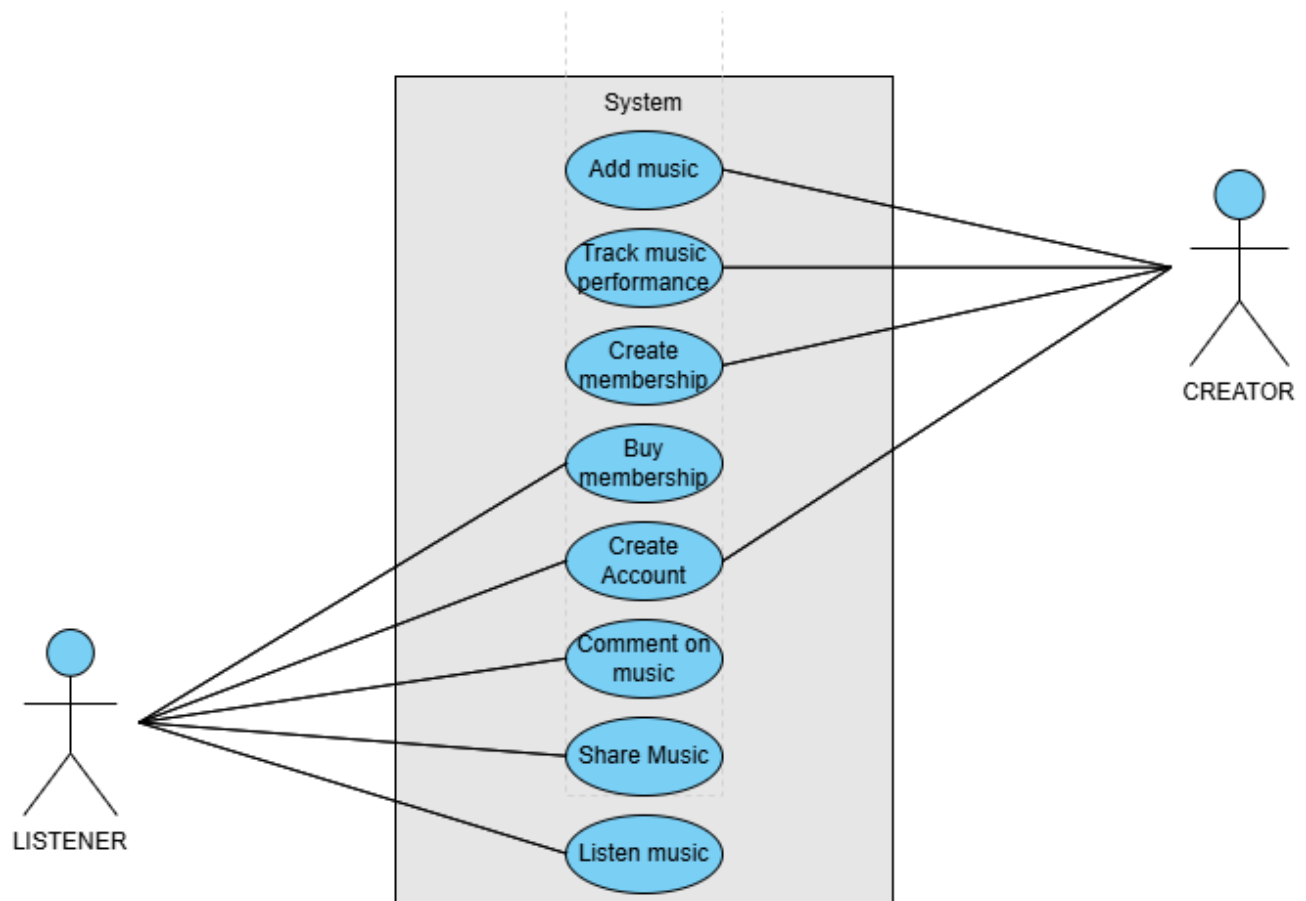 System
Add music
Track music
performance
Create
membership
CREATOR
Buy
membership
Create
Account
Comment on
music
Share Music
LISTENER
Listen music